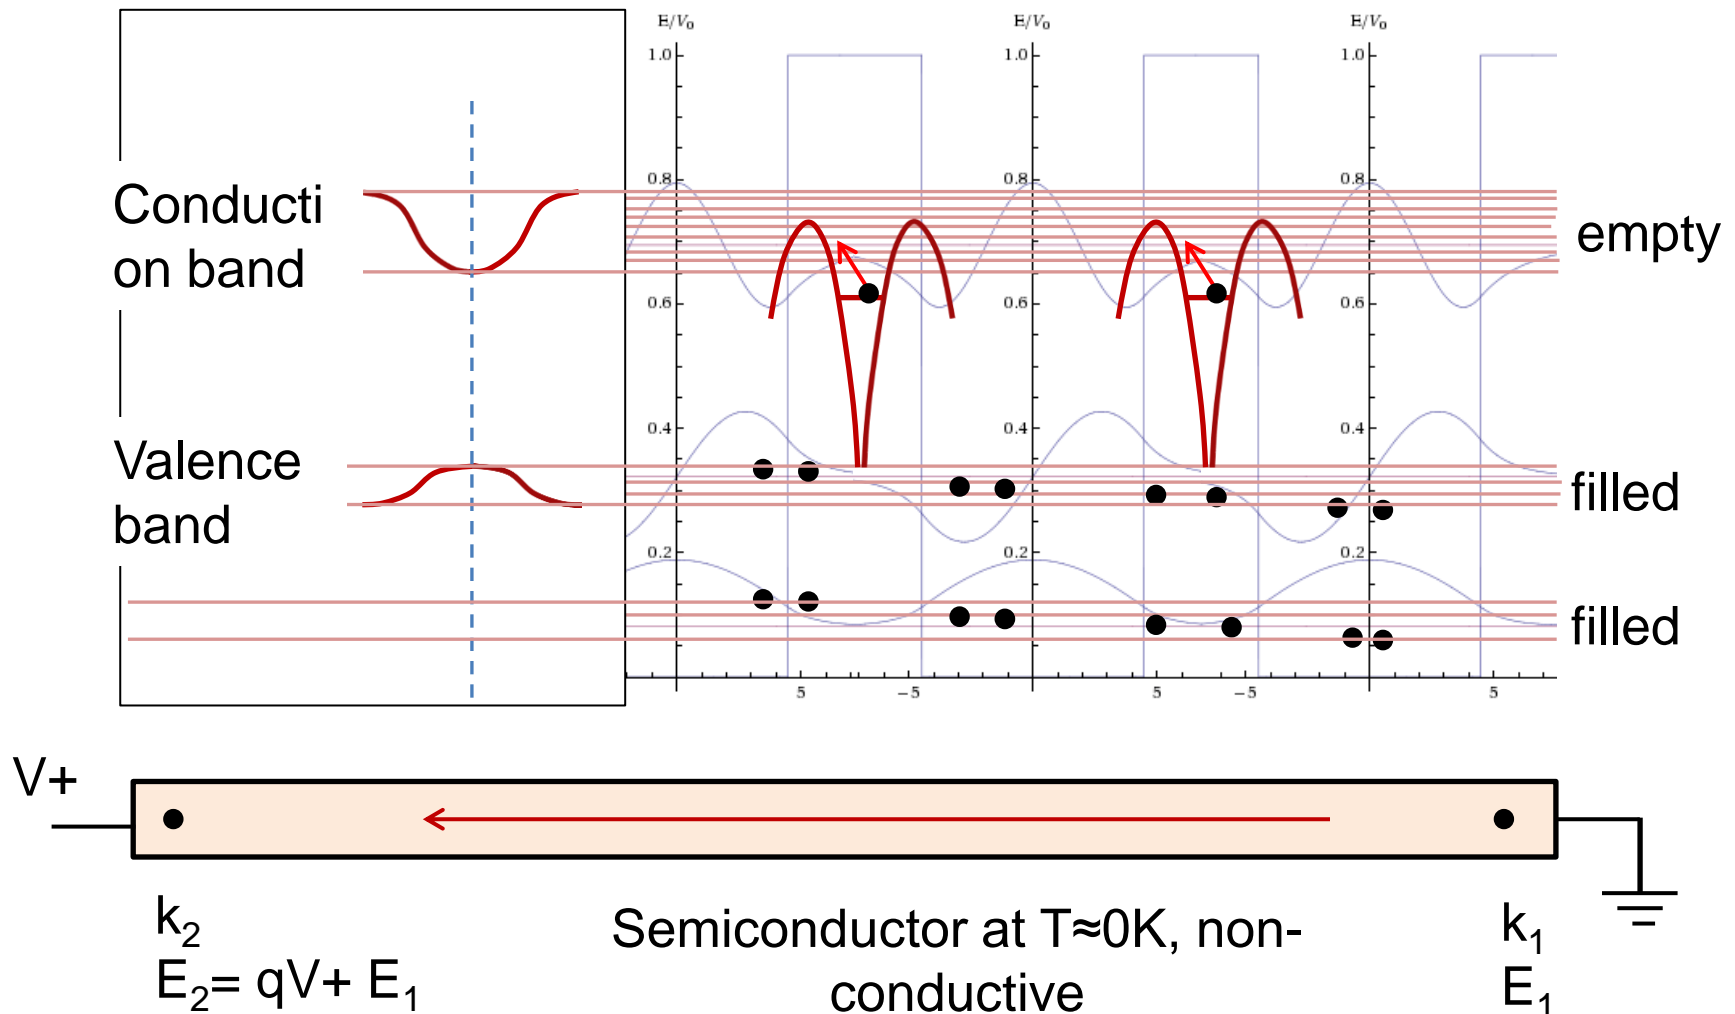 E/V₀ E/V₀ E/V₀
1.0 1.0 1.0
0.8 0.8 0.8
Conducti
on band
empty
0.6 0.6 0.6
0.4 0.4 0.4
Valence
band
filled
0.2 0.2 0.2
filled
5 −5 5 −5 5
V+
k₂
E₂= qV+ E₁
Semiconductor at T≈0K, non-
conductive
k₁
E₁